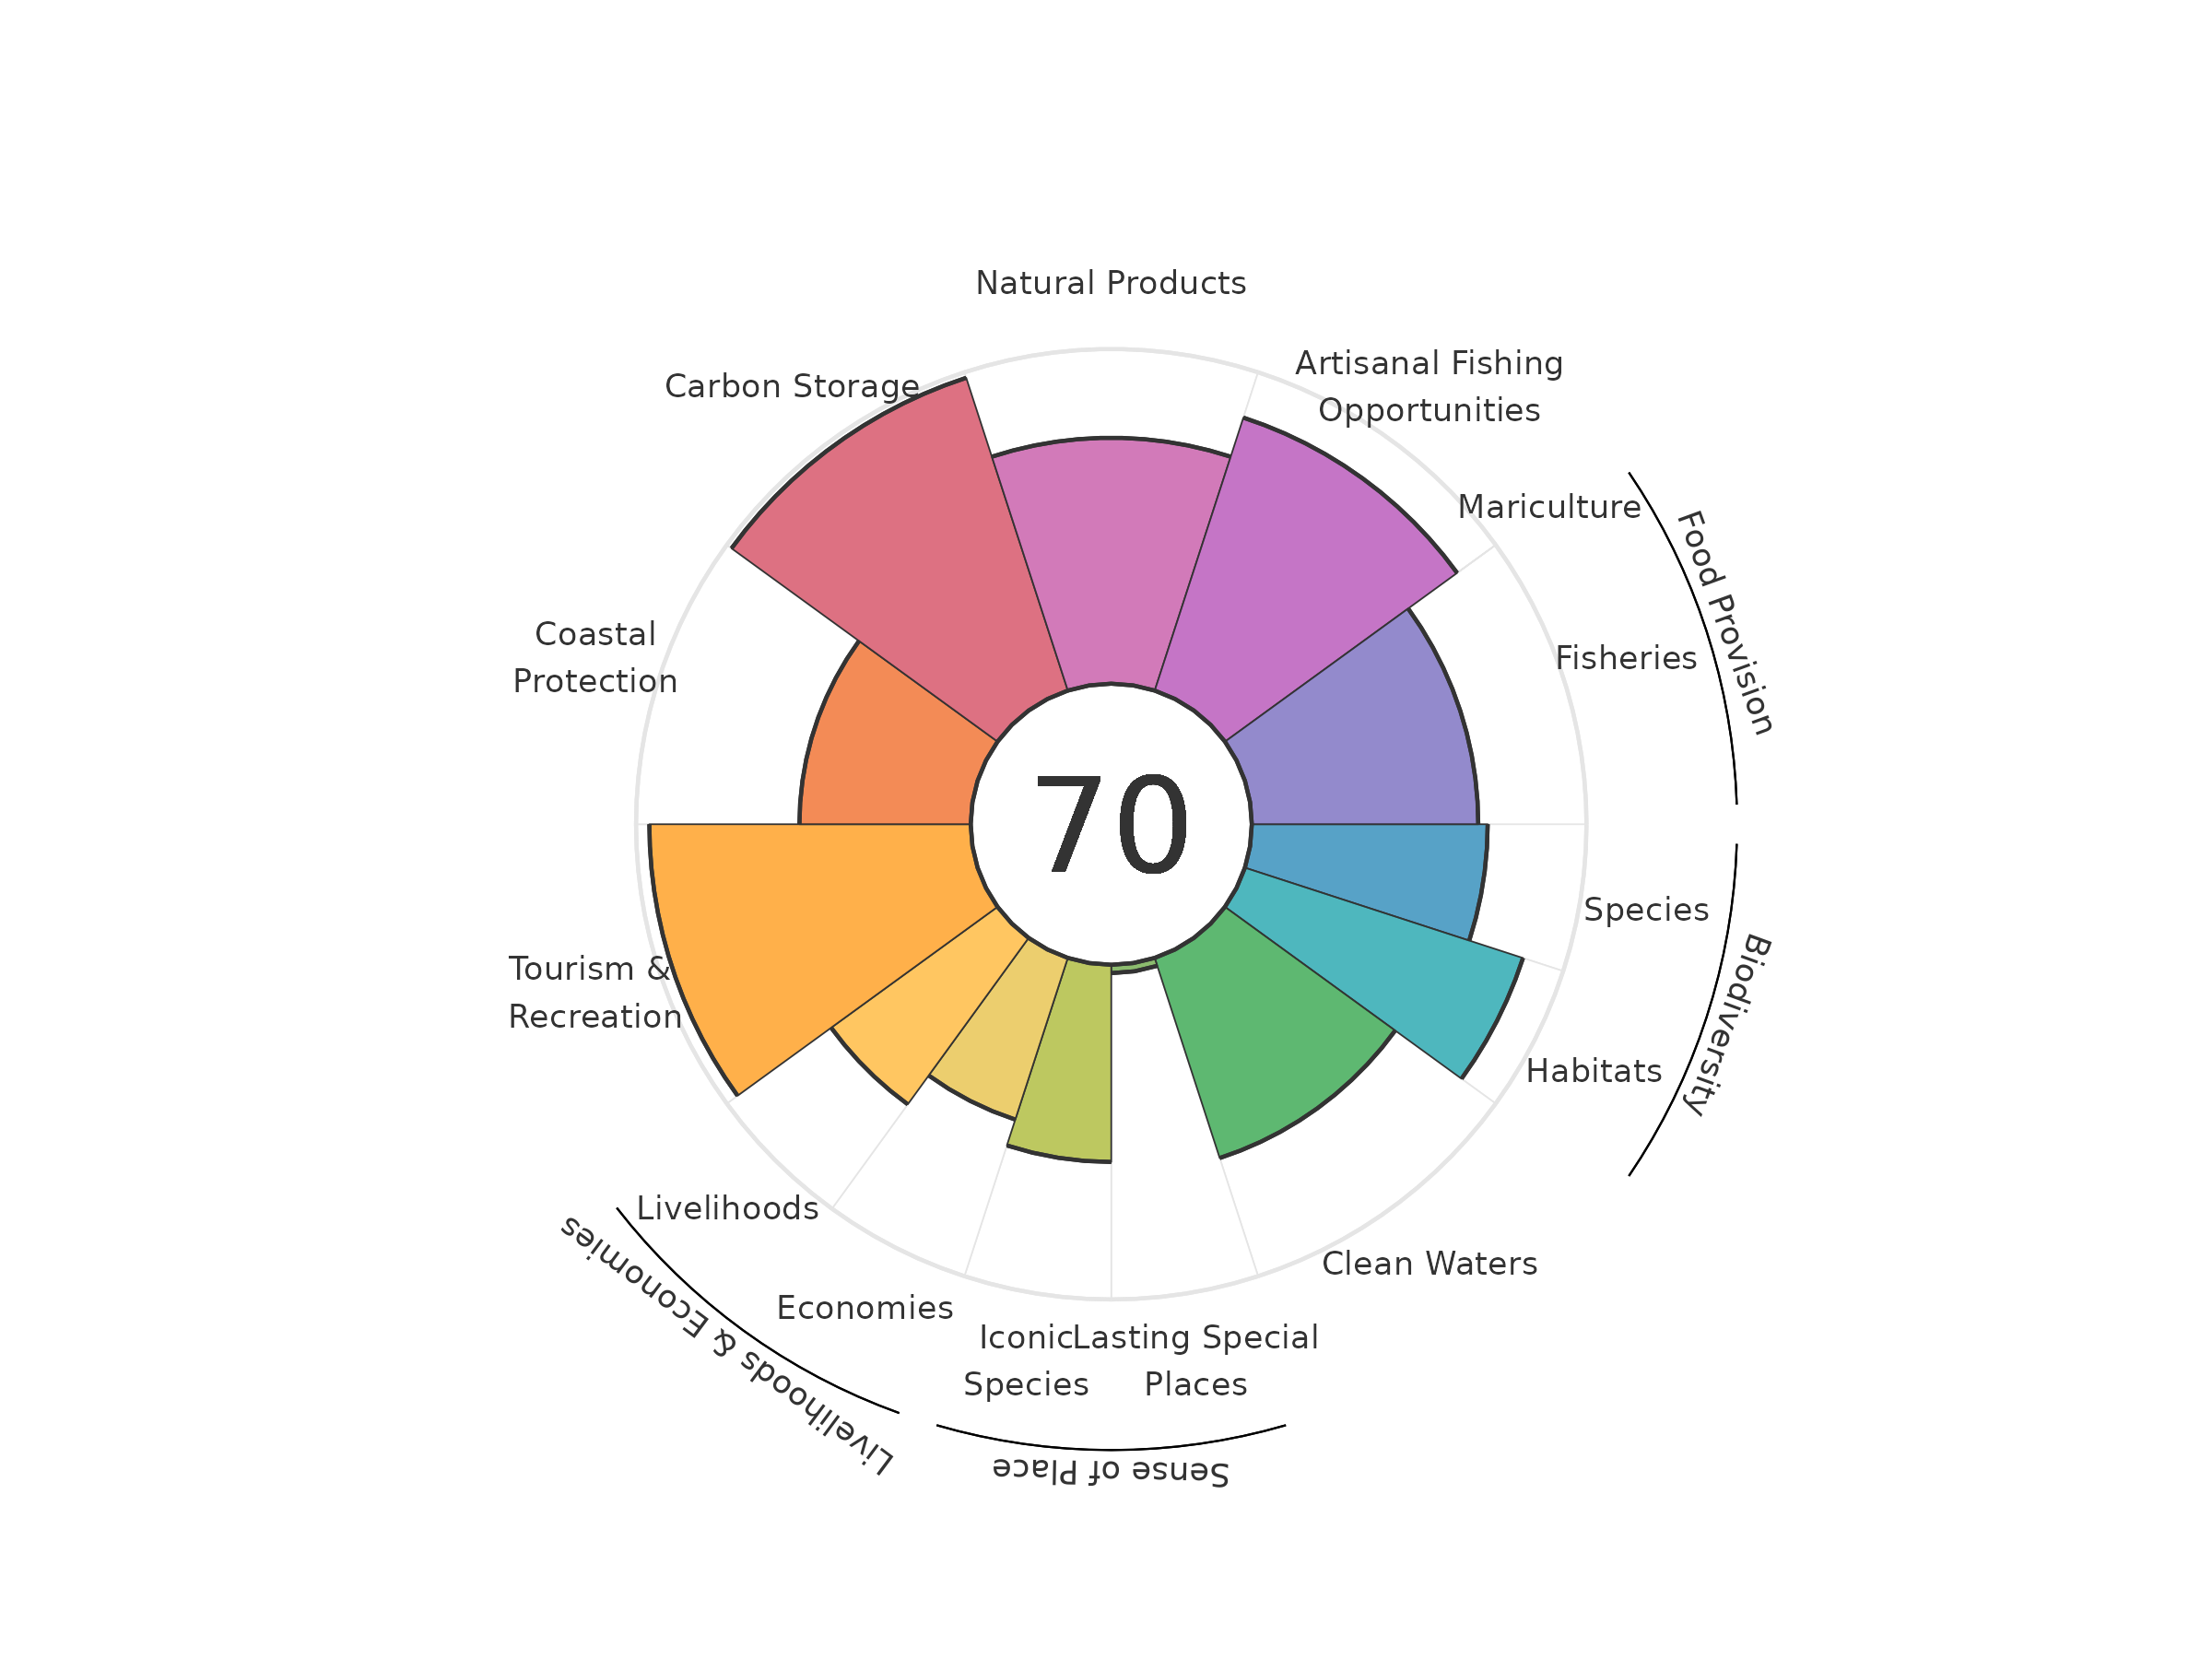 Natural Products
Artisanal Fishing
Opportunities
Carbon Storage
Mariculture
Food Provision
Coastal
Protection
Fisheries
70
Species
Biodiversity
Tourism &
Recreation
Habitats
Livelihoods
Clean Waters
Livelihoods & Economies
Economies
Iconic
Species
Lasting Special
Places
Sense of Place